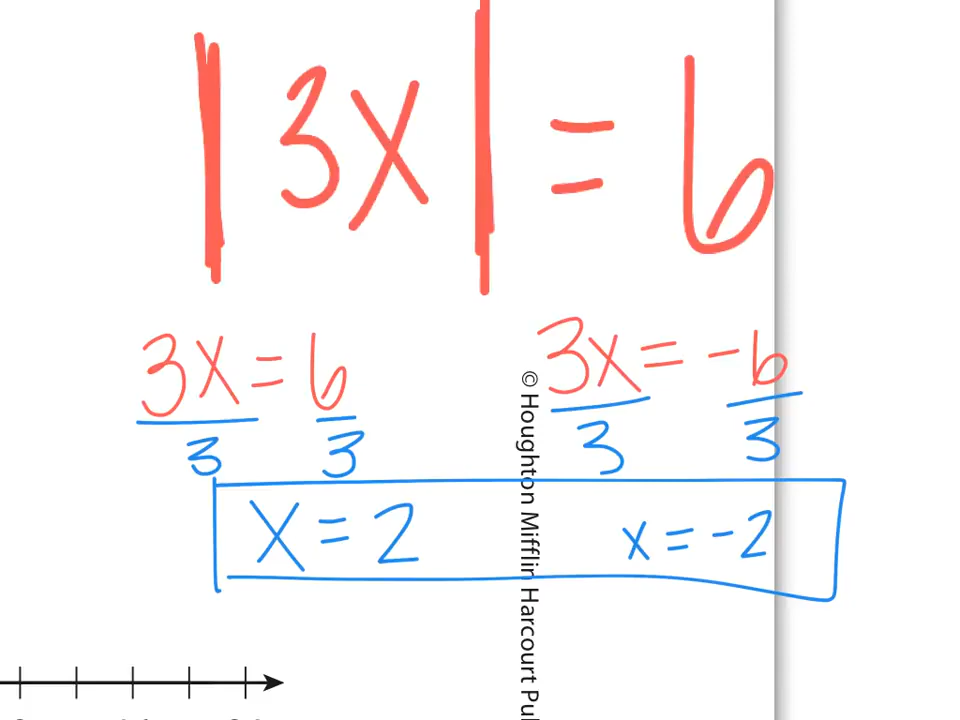 |3x| = 6
3x = 6 3x = -6
3 3 3 3
x = 2 x = -2
© Houghton Mifflin Harcourt Pu